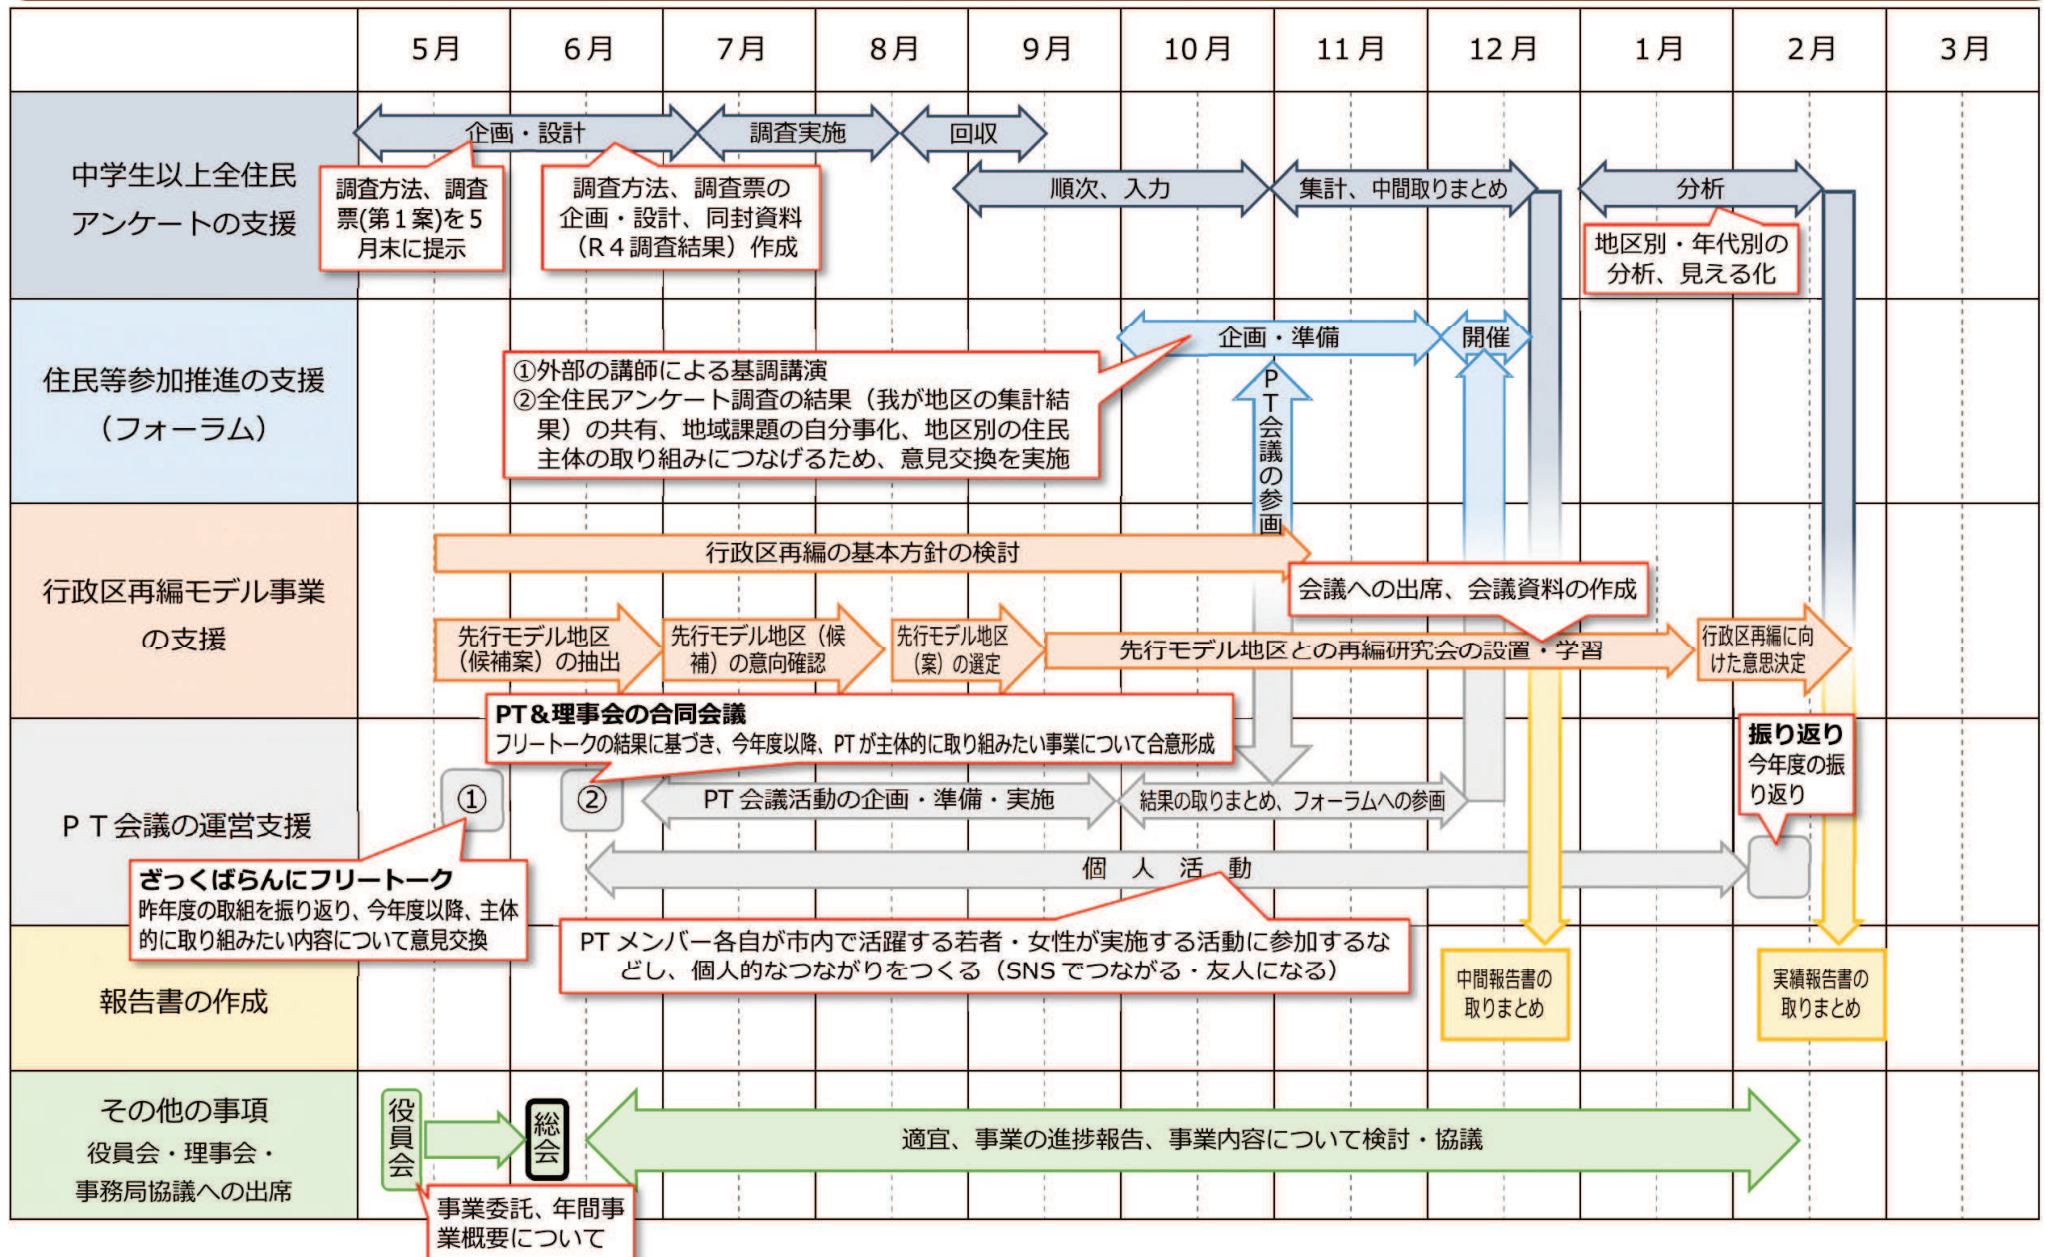 5月 6月 7月 8月 9月 10月 11月 12月 1月 2月 3月
中学生以上全住民
アンケートの支援
企画・設計
調査実施
回収
順次、入力
集計、中間取りまとめ
分析
調査方法、調査
票(第1案)を5
月末に提示
調査方法、調査票の
企画・設計、同封資料
(R4調査結果)作成
地区別・年代別の
分析、見える化
住民等参加推進の支援
(フォーラム)
企画・準備
開催
①外部の講師による基調講演
②全住民アンケート調査の結果(我が地区の集計結
果)の共有、地域課題の自分事化、地区別の住民
主体の取り組みにつなげるため、意見交換を実施
PT会議の参画
行政区再編モデル事業
の支援
行政区再編の基本方針の検討
会議への出席、会議資料の作成
先行モデル地区
(候補案)の抽出
先行モデル地区(候
補)の意向確認
先行モデル地区
(案)の選定
先行モデル地区との再編研究会の設置・学習
行政区再編に向
けた意思決定
PT会議の運営支援
PT&理事会の合同会議
フリートークの結果に基づき、今年度以降、PTが主体的に取り組みたい事業について合意形成
①
②
PT会議活動の企画・準備・実施
結果の取りまとめ、フォーラムへの参画
振り返り
今年度の振
り返り
個人活動
ざっくばらんにフリートーク
昨年度の取組を振り返り、今年度以降、主体
的に取り組みたい内容について意見交換
PTメンバー各自が市内で活躍する若者・女性が実施する活動に参加するな
どし、個人的なつながりをつくる(SNSでつながる・友人になる)
報告書の作成
中間報告書の
取りまとめ
実績報告書の
取りまとめ
その他の事項
役員会・理事会・
事務局協議への出席
役員会
総会
適宜、事業の進捗報告、事業内容について検討・協議
事業委託、年間事
業概要について